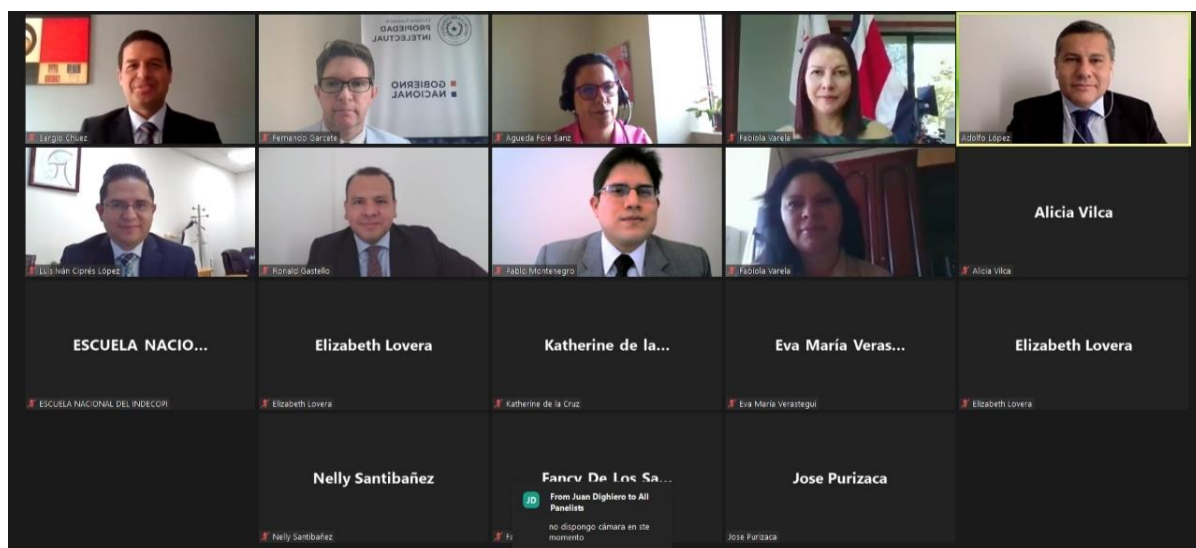 PROPIEDAD
INTELECTUAL
GOBIERNO
NACIONAL
Sergio Chuez
Fernando Garcete
Agueda Fole Sanz
Fabiola Varela
Adolfo López
Luis Iván Ciprés López
Ronald Gastello
Pablo Montenegro
Fabiola Varela
Alicia Vilca
Alicia Vilca
ESCUELA NACIO...
Elizabeth Lovera
Katherine de la...
Eva María Veras...
Elizabeth Lovera
ESCUELA NACIONAL DEL INDECOPI
Elizabeth Lovera
Katherine de la Cruz
Eva María Verastegui
Elizabeth Lovera
Nelly Santibañez
Fancy De Los Sa...
Jose Purizaca
JD
From Juan Dighiero to All
Panelists
no dispongo cámara en ste
momento
Nelly Santibañez
Fa
Jose Purizaca